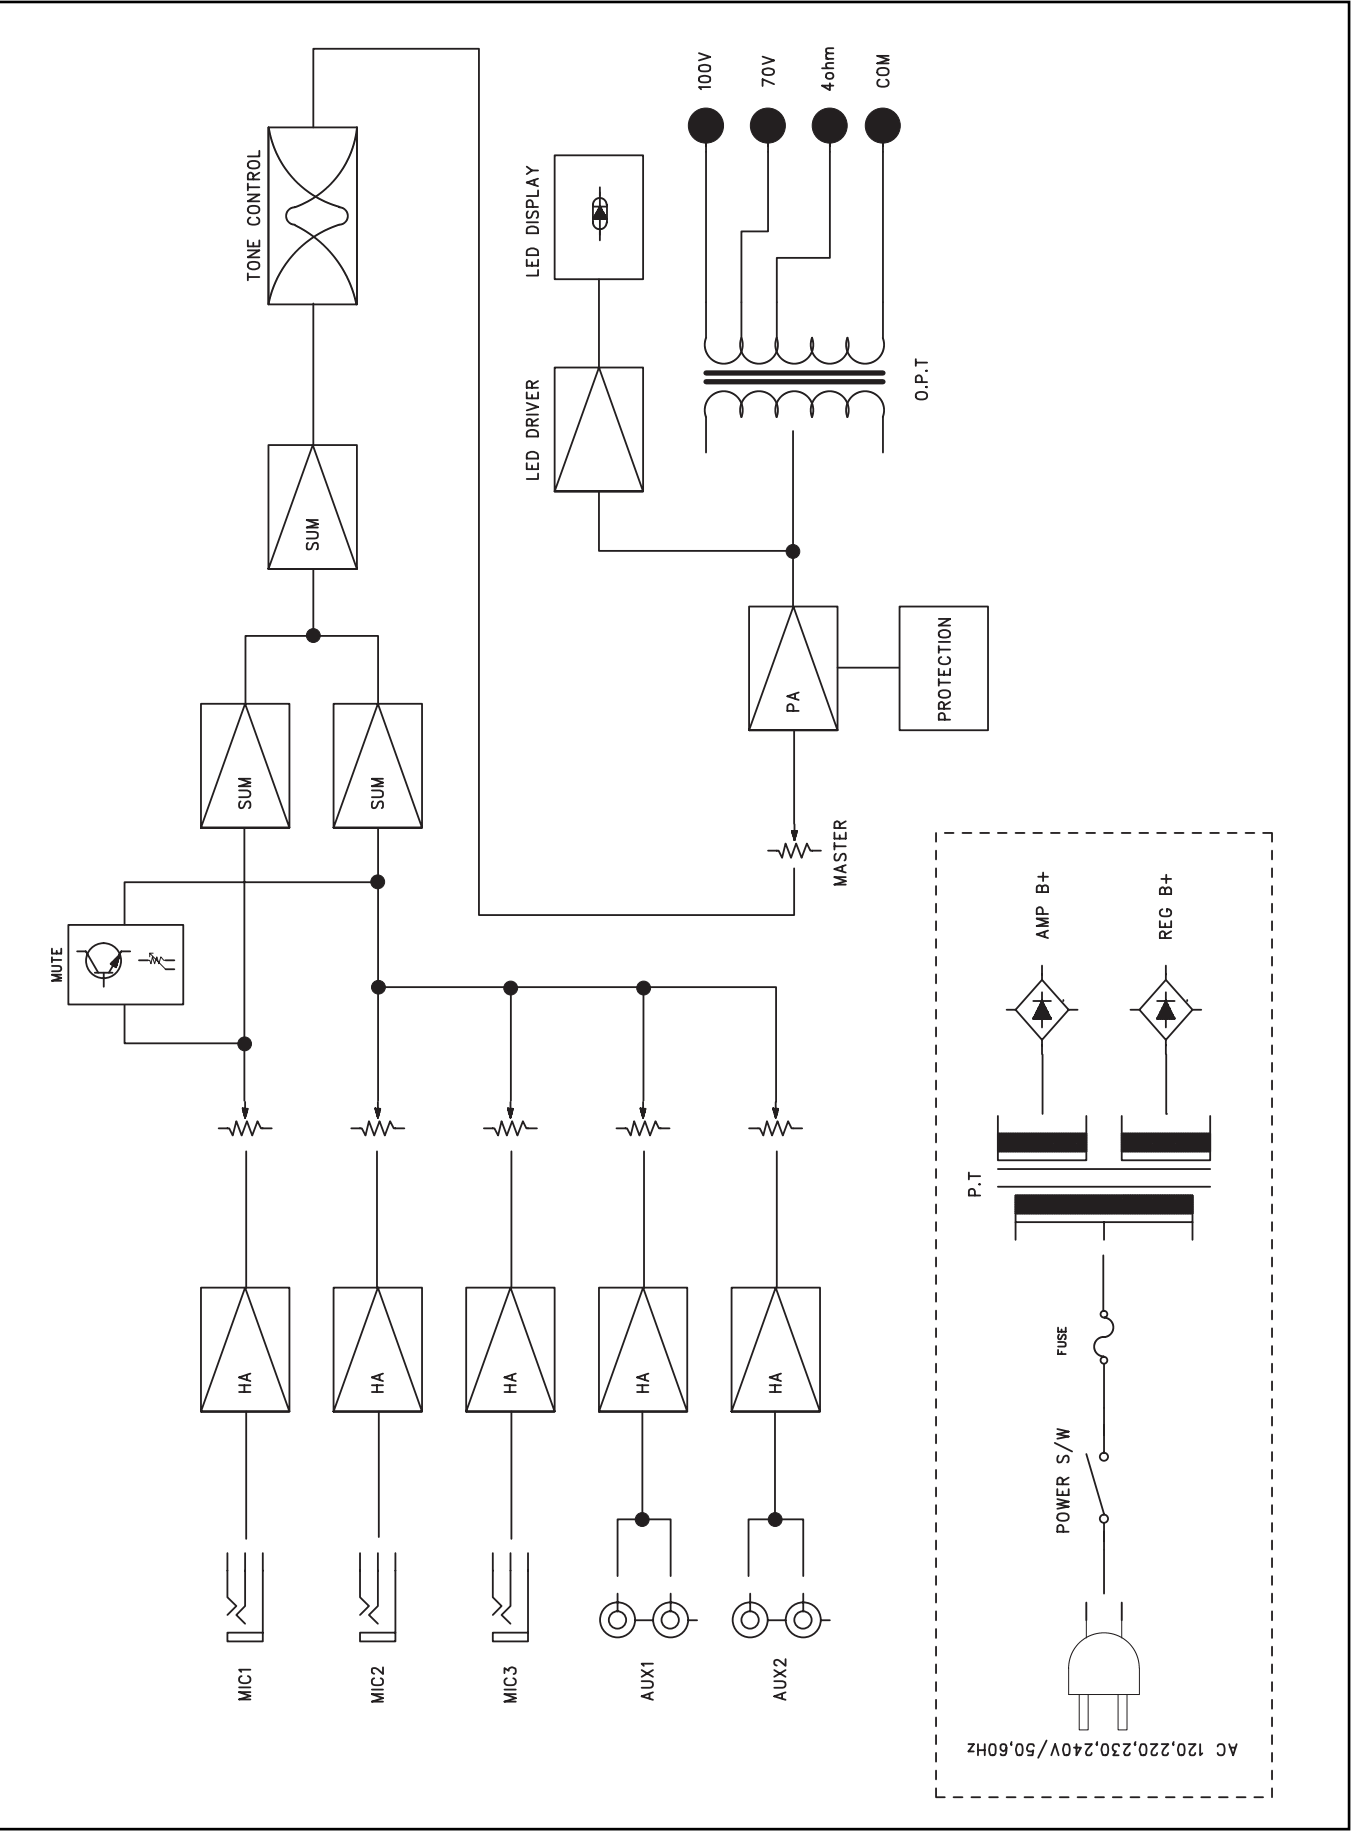 TONE CONTROL
100V
70V
4ohm
COM
LED DISPLAY
LED DRIVER
O.P.T
SUM
SUM
SUM
PA
PROTECTION
MASTER
MUTE
HA
HA
HA
HA
HA
MIC1
MIC2
MIC3
AUX1
AUX2
AMP B+
REG B+
P.T
FUSE
POWER S/W
AC 120,220,230,240V/50,60Hz